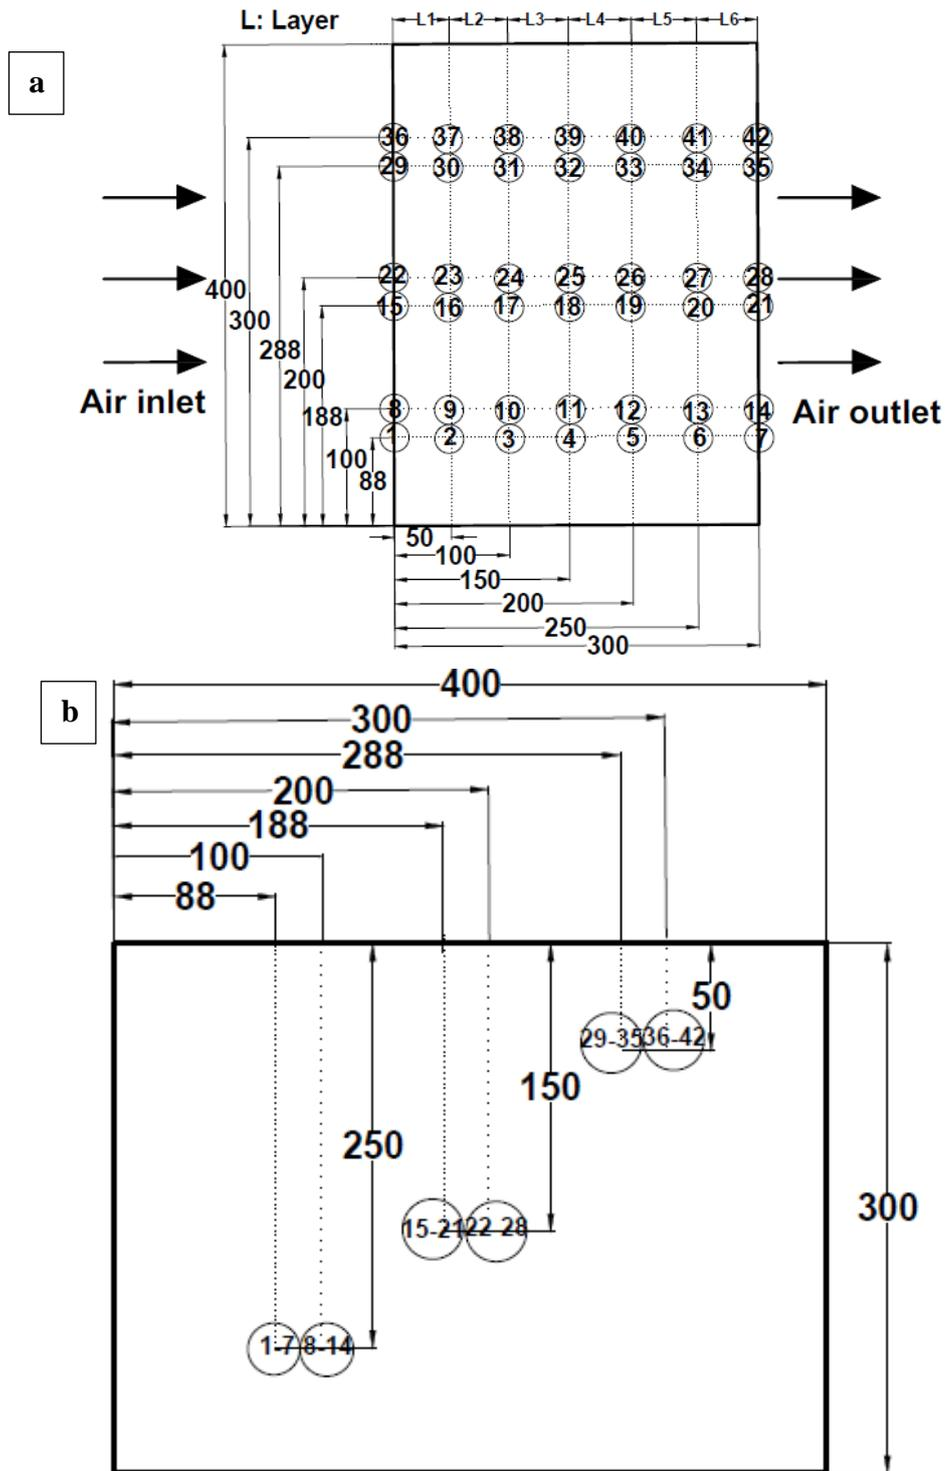 L: Layer
L1 L2 L3 L4 L5 L6
a
36 37 38 39 40 41 42
29 30 31 32 33 34 35
22 23 24 25 26 27 28
400
15 16 17 18 19 20 21
300
288
200
Air inlet
188
8 9 10 11 12 13 14
Air outlet
1 2 3 4 5 6 7
100
88
50
100
150
200
250
300
b
400
300
288
200
188
100
88
50
29-35 36-42
150
250
300
15-21 22-28
1-7 8-14